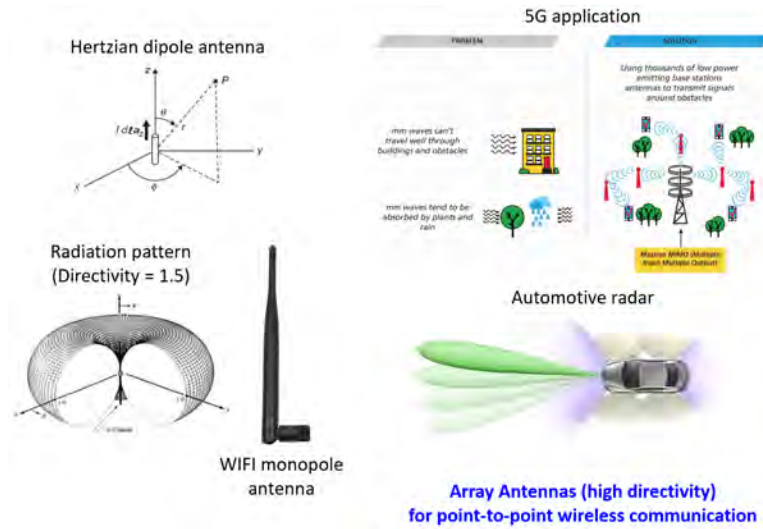 Hertzian dipole antenna
z
P
θ
r
I dℓa_z
y
x
ϕ
Radiation pattern
(Directivity = 1.5)
WIFI monopole
antenna
5G application
PROBLEM
SOLUTION
mm waves can't
travel well through
buildings and obstacles
mm waves tend to be
absorbed by plants and
rain
Using thousands of low power
emitting base stations
antennas to transmit signals
around obstacles
Massive MIMO (Multiple-
Input Multiple Output)
Automotive radar
Array Antennas (high directivity)
for point-to-point wireless communication